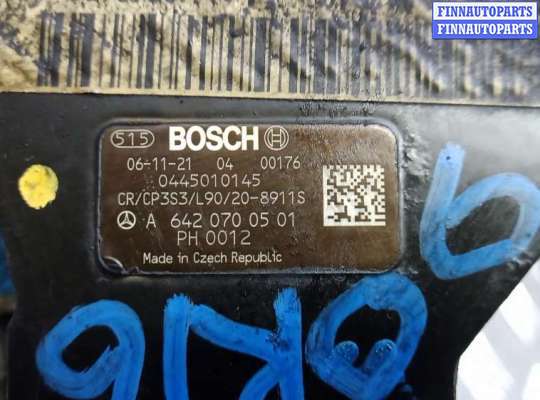 FINNAUTOPARTS
FINNAUTOPARTS
515 BOSCH
06-11-21 04 00176
0445010145
CR/CP3S3/L90/20-8911S
A 642 070 05 01
PH 0012
Made in Czech Republic